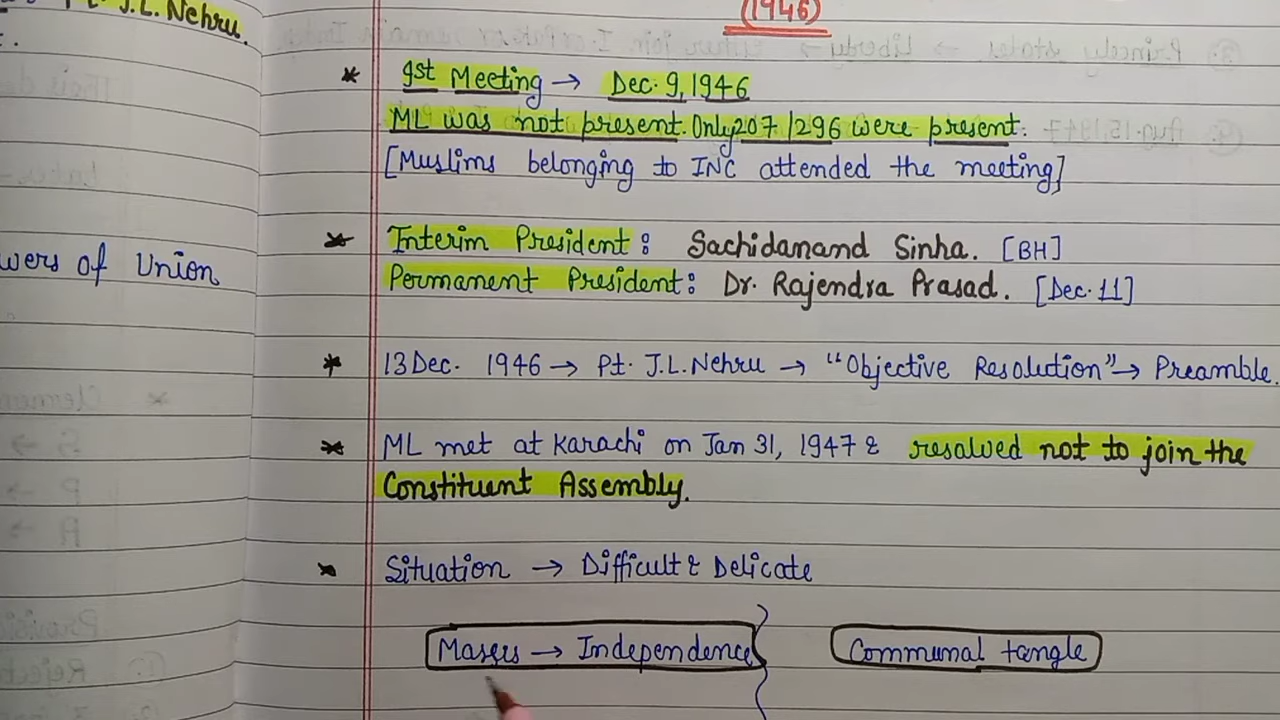 J.L.Nehru.
wers of Union
(1946)
* Ist Meeting → Dec. 9, 1946
ML was not present. Only 207/296 were present.
[Muslims belonging to INC attended the meeting]
* Interim President : Sachidanand Sinha. [BH]
Permanent President : Dr. Rajendra Prasad. [Dec. 11]
* 13 Dec. 1946 → Pt. J.L.Nehru → "Objective Resolution" → Preamble.
* ML met at Karachi on Jan 31, 1947 & resolved not to join the
Constituent Assembly.
* Situation → Difficult & Delicate
Masses → Independence
Communal tangle